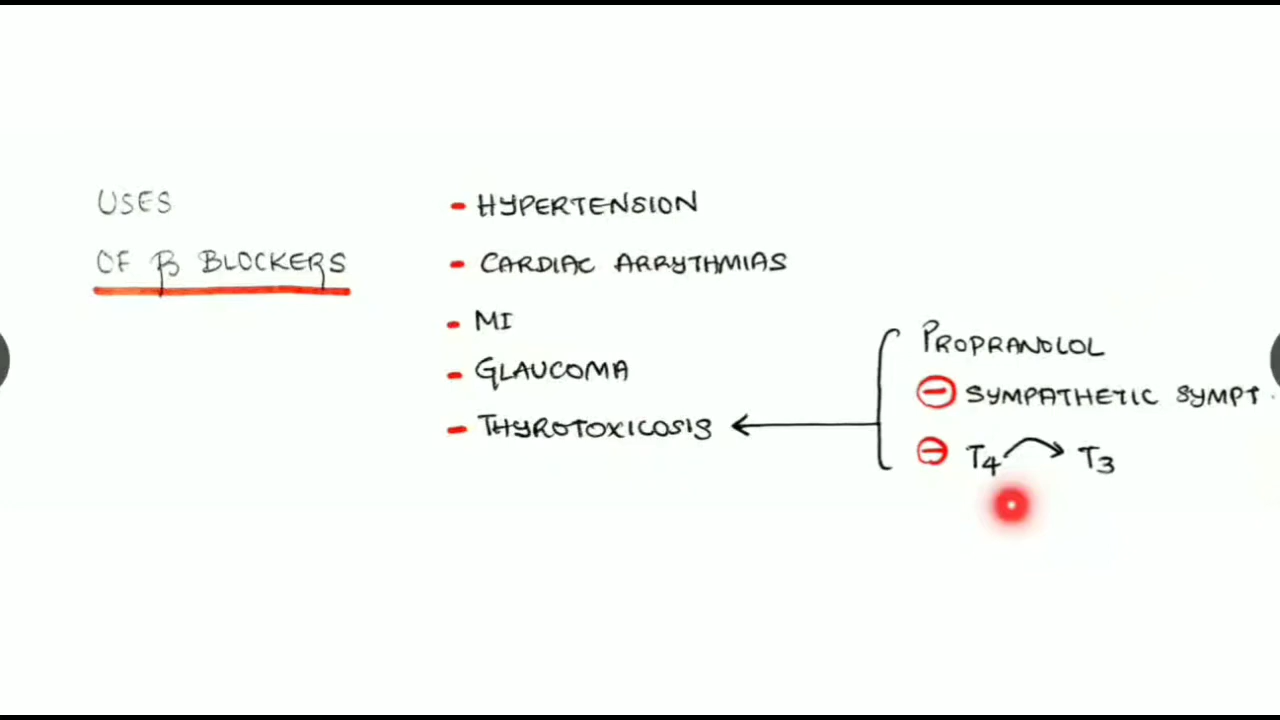 USES
OF β BLOCKERS
- HYPERTENSION
- CARDIAC ARRYTHMIAS
- MI
- GLAUCOMA
- THYROTOXICOSIS
PROPRANOLOL
⊖ SYMPATHETIC SYMPT.
⊖ T4 → T3